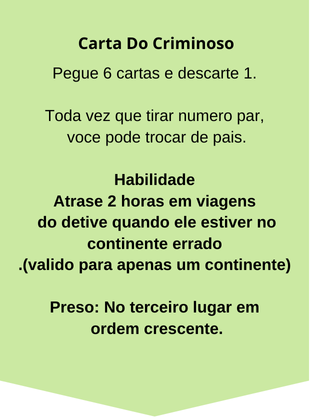 Carta Do Criminoso
Pegue 6 cartas e descarte 1.
Toda vez que tirar numero par,
voce pode trocar de pais.
Habilidade
Atrase 2 horas em viagens
do detive quando ele estiver no
continente errado
.(valido para apenas um continente)
Preso: No terceiro lugar em
ordem crescente.